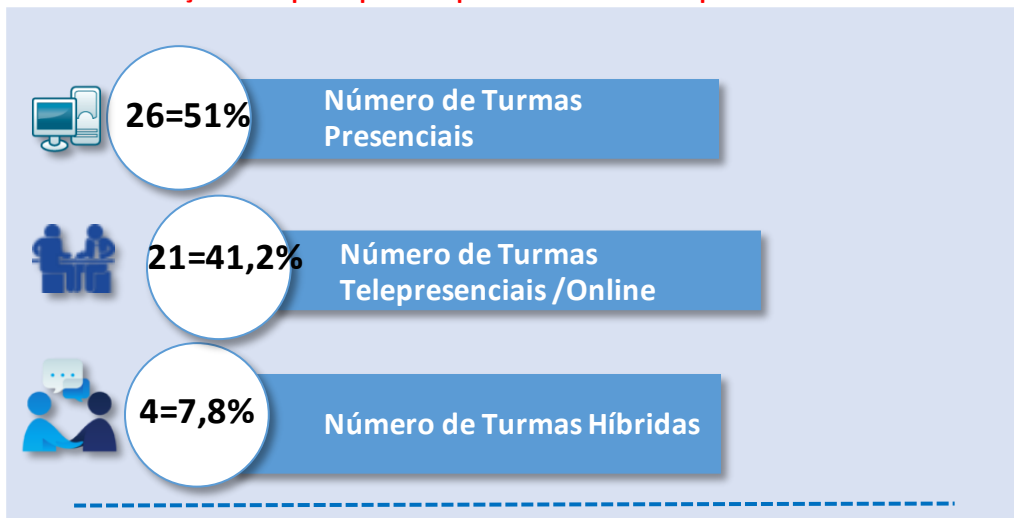 26=51%
Número de Turmas
Presenciais
21=41,2%
Número de Turmas
Telepresenciais /Online
4=7,8%
Número de Turmas Híbridas